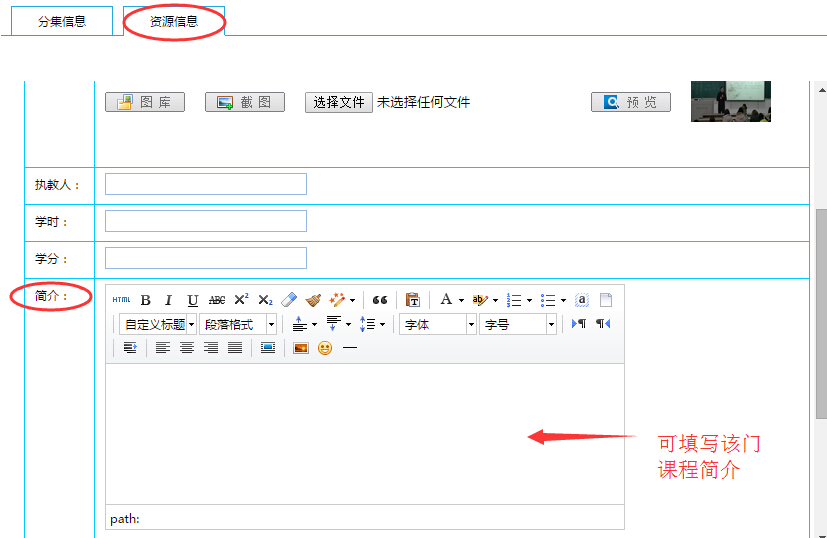 分集信息 资源信息
图 库 截 图 选择文件 未选择任何文件 预 览
执教人：
学时：
学分：
简介：
HTML B I U ABC X² X₂ T A ab a
自定义标题 段落格式 字体 字号
可填写该门
课程简介
path: